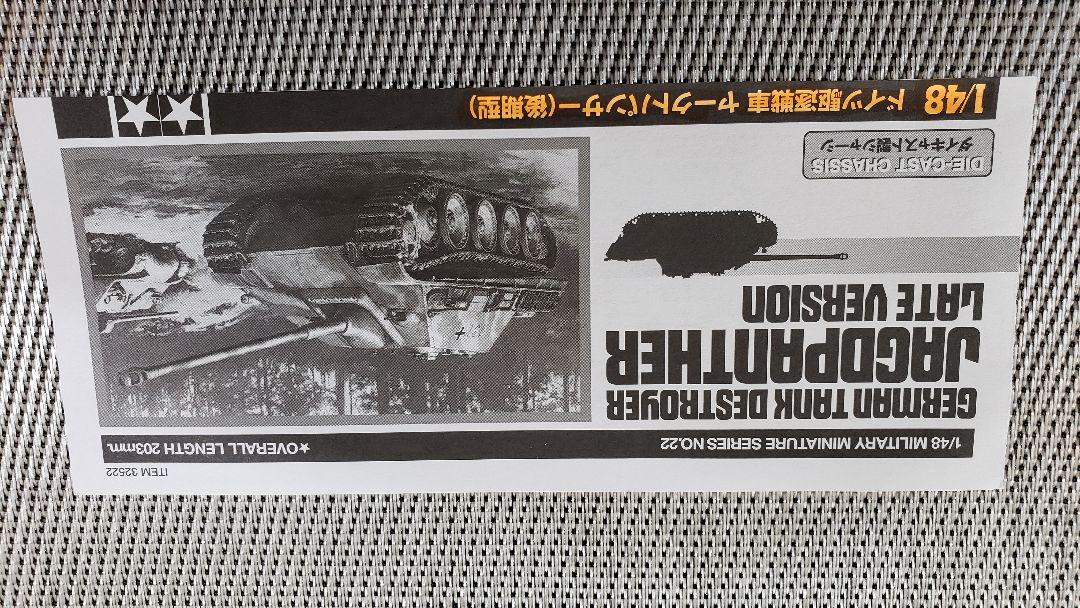 ITEM 32522
1/48 MILITARY MINIATURE SERIES NO.22 ★OVERALL LENGTH 203mm.
GERMAN TANK DESTROYER
JAGDPANTHER
LATE VERSION
DIE-CAST CHASSIS
ダイキャスト製シャーシ
1/48 ドイツ駆逐戦車 ヤークトパンサー(後期型)